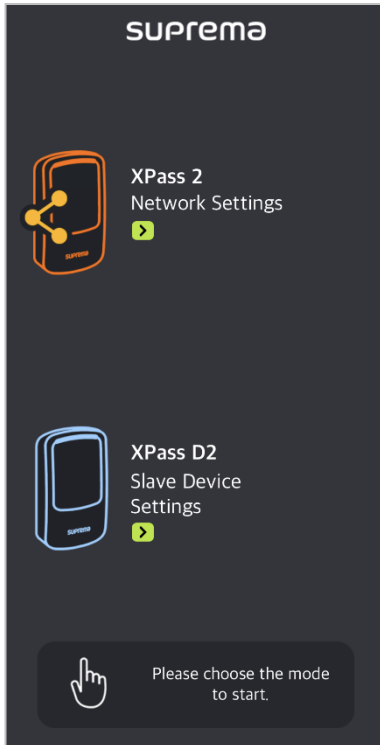 suprema
XPass 2
Network Settings
suprema
XPass D2
Slave Device
Settings
suprema
Please choose the mode
to start.